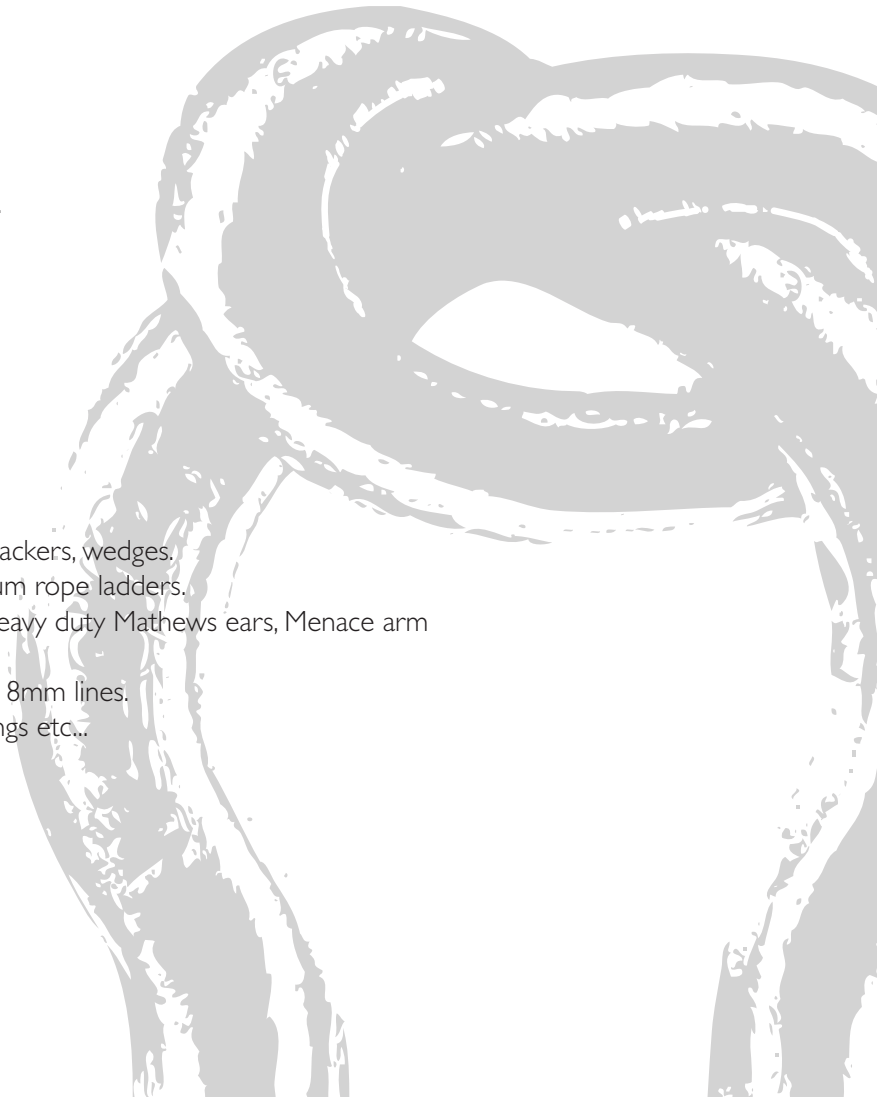 ackers, wedges.
um rope ladders.
eavy duty Mathews ears, Menace arm
8mm lines.
ngs etc...